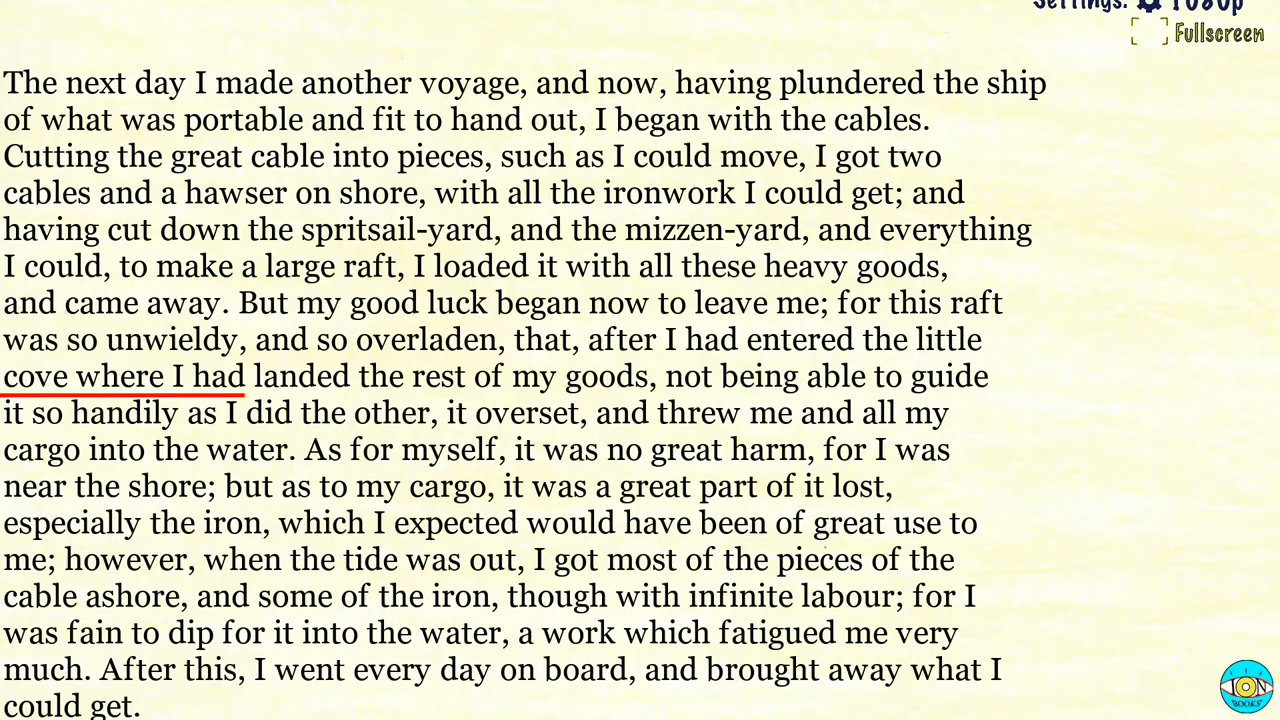 Settings: 1080p
Fullscreen
The next day I made another voyage, and now, having plundered the ship
of what was portable and fit to hand out, I began with the cables.
Cutting the great cable into pieces, such as I could move, I got two
cables and a hawser on shore, with all the ironwork I could get; and
having cut down the spritsail-yard, and the mizzen-yard, and everything
I could, to make a large raft, I loaded it with all these heavy goods,
and came away. But my good luck began now to leave me; for this raft
was so unwieldy, and so overladen, that, after I had entered the little
cove where I had landed the rest of my goods, not being able to guide
it so handily as I did the other, it overset, and threw me and all my
cargo into the water. As for myself, it was no great harm, for I was
near the shore; but as to my cargo, it was a great part of it lost,
especially the iron, which I expected would have been of great use to
me; however, when the tide was out, I got most of the pieces of the
cable ashore, and some of the iron, though with infinite labour; for I
was fain to dip for it into the water, a work which fatigued me very
much. After this, I went every day on board, and brought away what I
could get.
ION
BOOKS